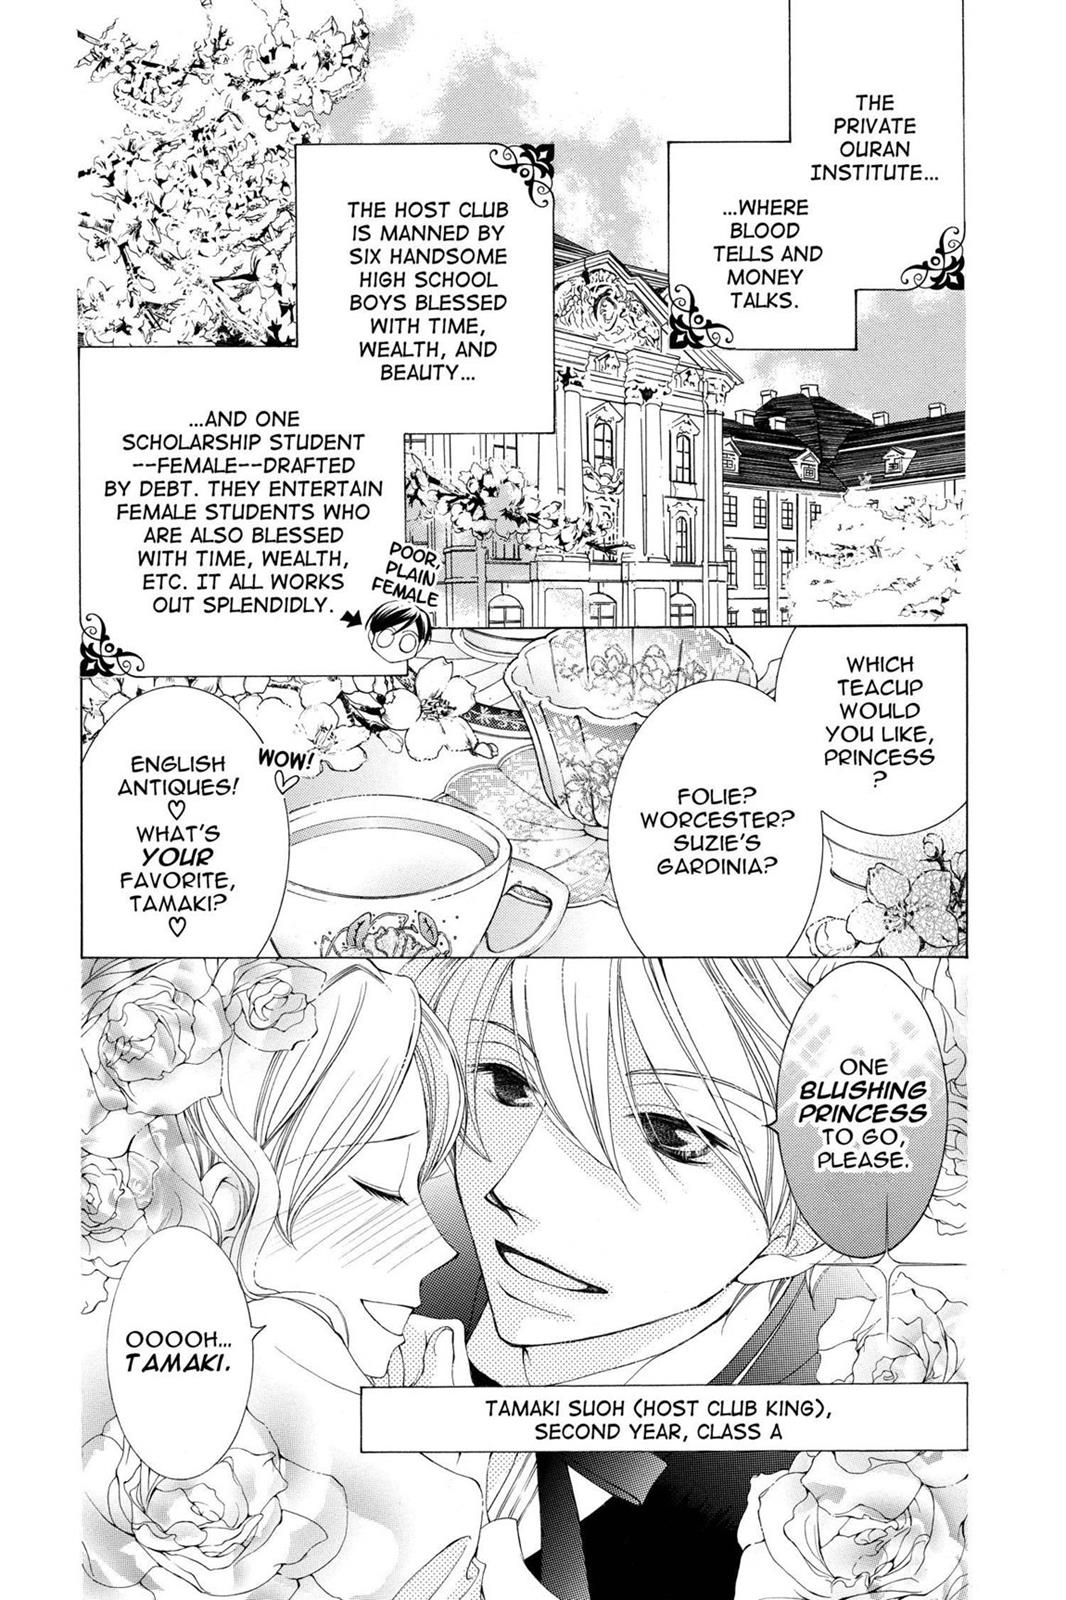 THE
PRIVATE
OURAN
INSTITUTE...
...WHERE
BLOOD
TELLS AND
MONEY
TALKS.
THE HOST CLUB
IS MANNED BY
SIX HANDSOME
HIGH SCHOOL
BOYS BLESSED
WITH TIME,
WEALTH, AND
BEAUTY...
...AND ONE
SCHOLARSHIP STUDENT
--FEMALE--DRAFTED
BY DEBT. THEY ENTERTAIN
FEMALE STUDENTS WHO
ARE ALSO BLESSED
WITH TIME, WEALTH,
ETC. IT ALL WORKS
OUT SPLENDIDLY.
POOR,
PLAIN
FEMALE
WHICH
TEACUP
WOULD
YOU LIKE,
PRINCESS
?
FOLIE?
WORCESTER?
SUZIE'S
GARDINIA?
WOW!
♡
ENGLISH
ANTIQUES!
♡
WHAT'S
YOUR
FAVORITE,
TAMAKI?
♡
ONE
BLUSHING
PRINCESS
TO GO,
PLEASE.
OOOOH...
TAMAKI.
TAMAKI SUOH (HOST CLUB KING),
SECOND YEAR, CLASS A